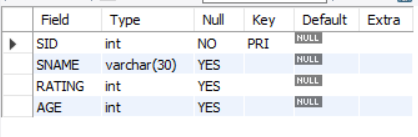 Field Type Null Key Default Extra
SID int NO PRI NULL
SNAME varchar(30) YES NULL
RATING int YES NULL
AGE int YES NULL